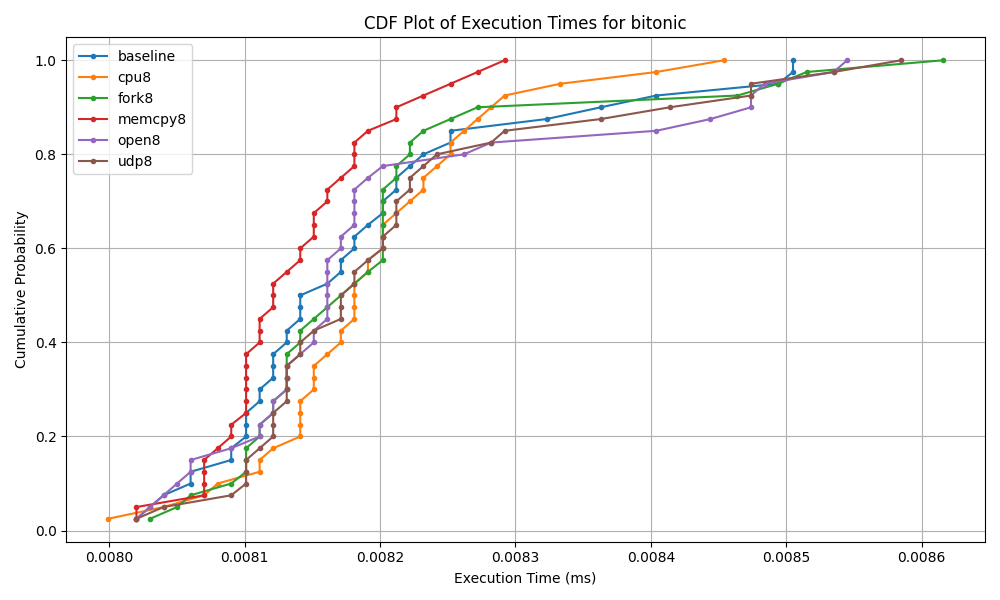 CDF Plot of Execution Times for bitonic
baseline
cpu8
fork8
memcpy8
open8
udp8
Cumulative Probability
1.0
0.8
0.6
0.4
0.2
0.0
0.0080 0.0081 0.0082 0.0083 0.0084 0.0085 0.0086
Execution Time (ms)